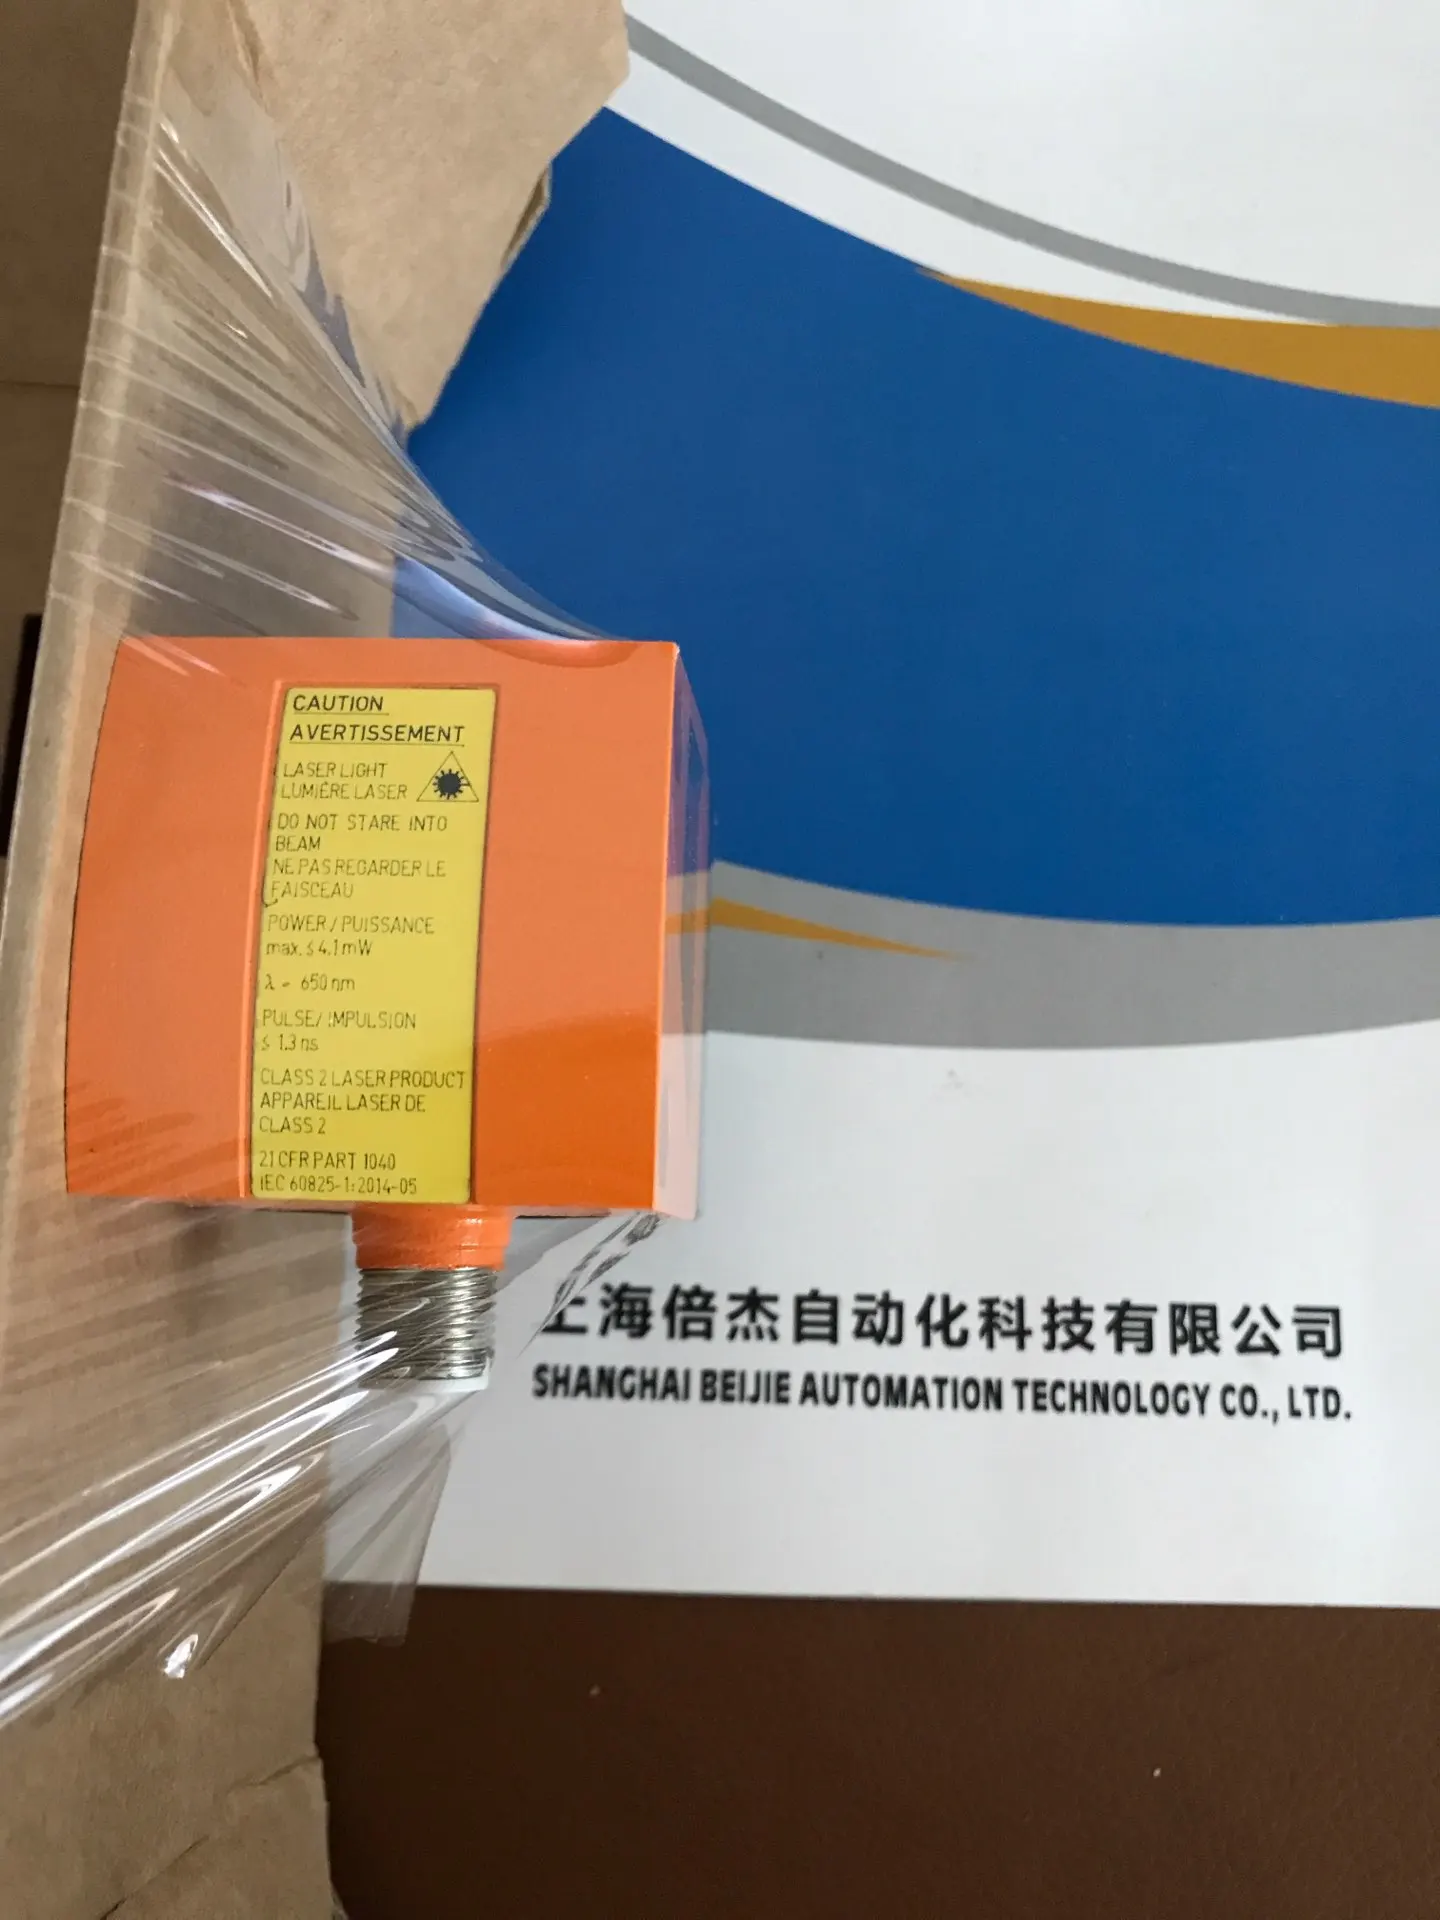 CAUTION
AVERTISSEMENT
LASER LIGHT
LUMIÈRE LASER
DO NOT STARE INTO
BEAM
NE PAS REGARDER LE
FAISCEAU
POWER / PUISSANCE
max. ≤ 4.1 mW
λ = 650 nm
PULSE/ IMPULSION
≤ 1.3 ns
CLASS 2 LASER PRODUCT
APPAREIL LASER DE
CLASS 2
21 CFR PART 1040
IEC 60825-1:2014-05
上海倍杰自动化科技有限公司
SHANGHAI BEIJIE AUTOMATION TECHNOLOGY CO., LTD.